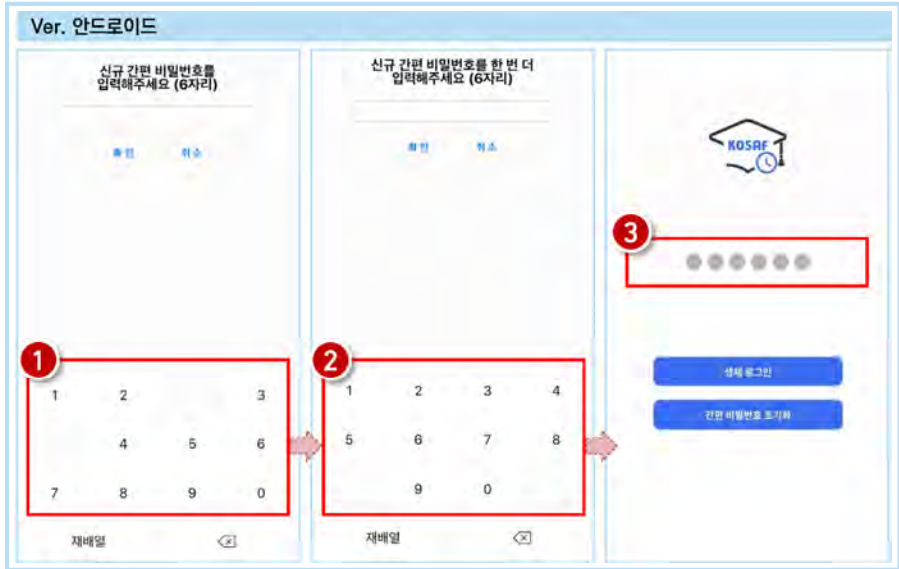 Ver. 안드로이드
신규 간편 비밀번호를
입력해주세요 (6자리)
확인 취소
1
1 2 3
4 5 6
7 8 9 0
재배열
신규 간편 비밀번호를 한 번 더
입력해주세요 (6자리)
확인 취소
2
1 2 3 4
5 6 7 8
9 0
재배열
KOSAF
3
생체 로그인
간편 비밀번호 초기화